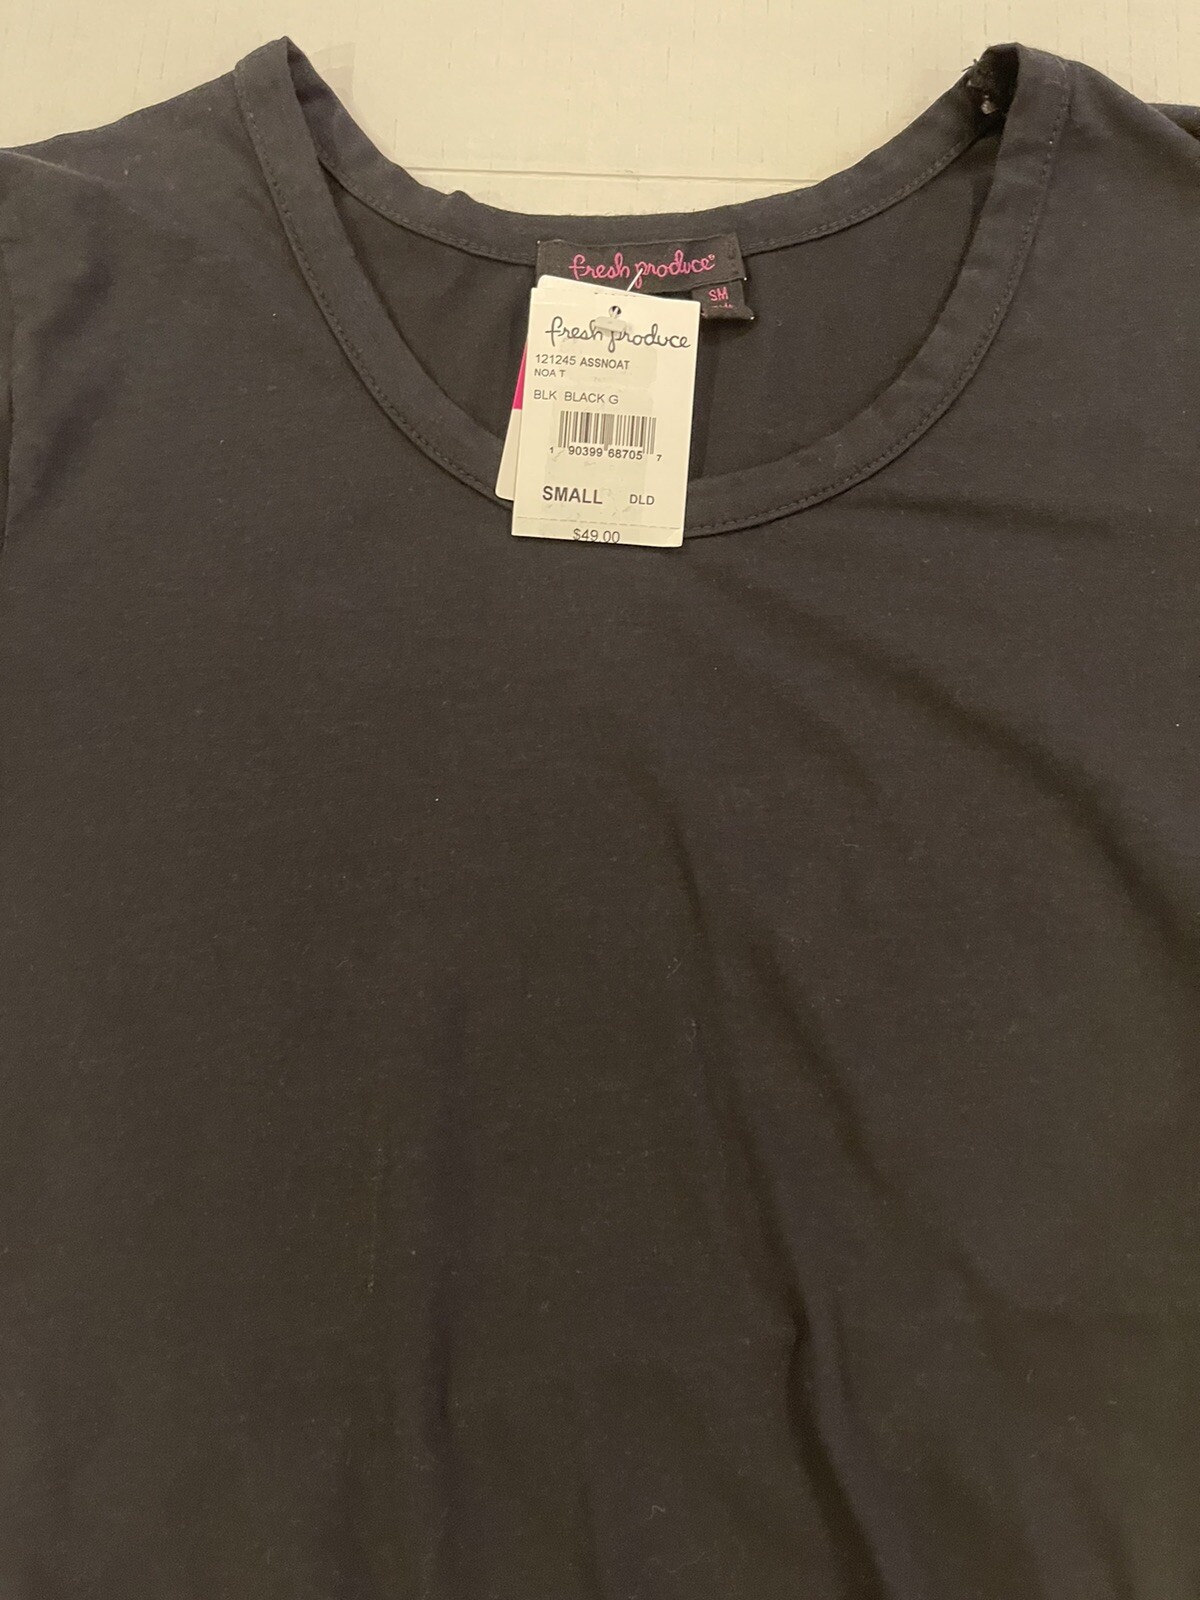 fresh produce
SM
fresh produce
121245 ASSNOAT
NOA T
BLK BLACK G
1 90399 68705 7
SMALL DLD
$49.00